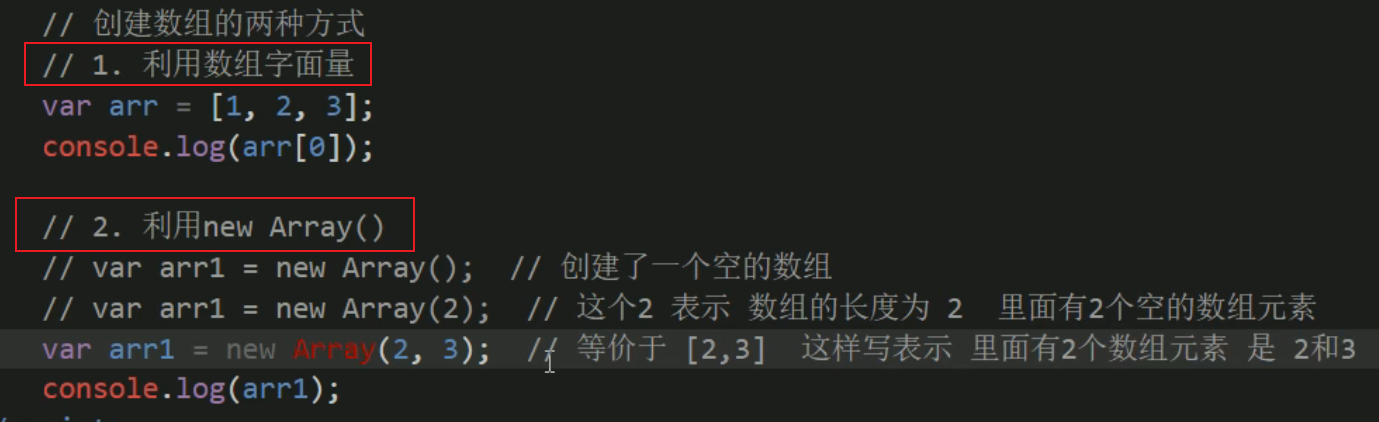 // 创建数组的两种方式
// 1. 利用数组字面量
var arr = [1, 2, 3];
console.log(arr[0]);
// 2. 利用new Array()
// var arr1 = new Array(); // 创建了一个空的数组
// var arr1 = new Array(2); // 这个2 表示 数组的长度为 2 里面有2个空的数组元素
var arr1 = new Array(2, 3); // 等价于 [2,3] 这样写表示 里面有2个数组元素 是 2和3
console.log(arr1);